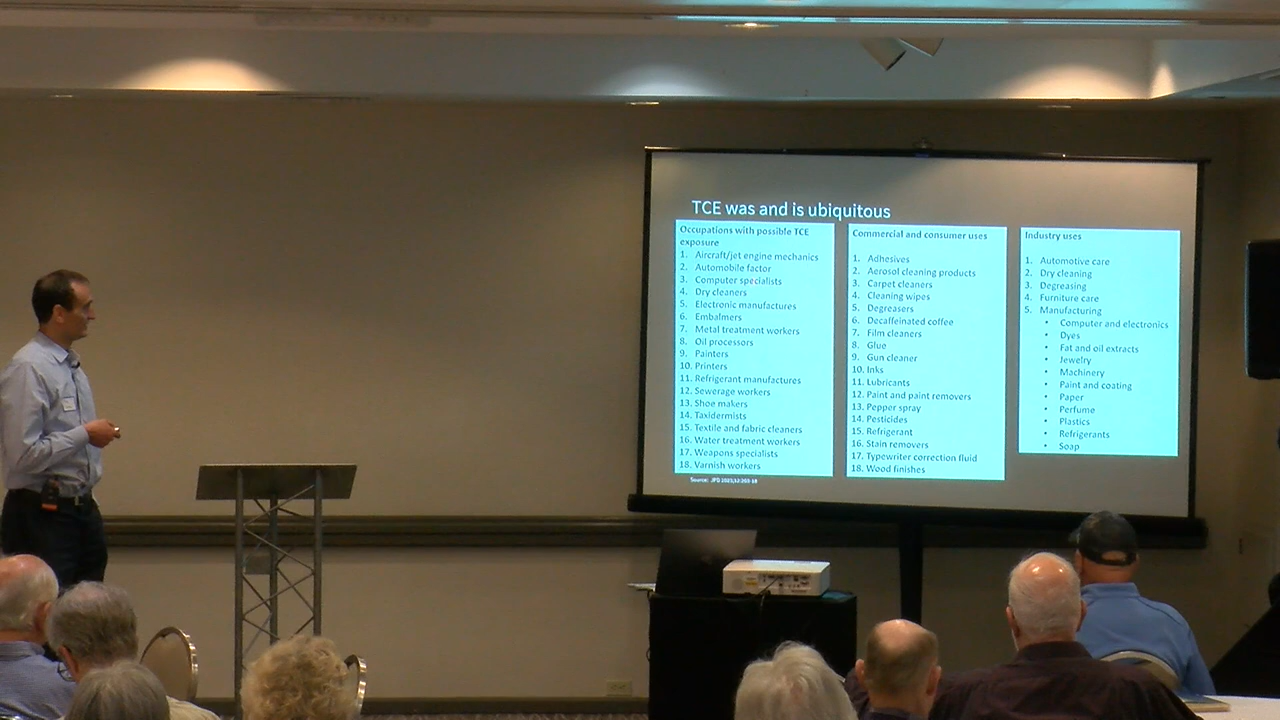 TCE was and is ubiquitous
Occupations with possible TCE
exposure
1. Aircraft/jet engine mechanics
2. Automobile factor
3. Computer specialists
4. Dry cleaners
5. Electronic manufactures
6. Embalmers
7. Metal treatment workers
8. Oil processors
9. Painters
10. Printers
11. Refrigerant manufactures
12. Sewerage workers
13. Shoe makers
14. Taxidermists
15. Textile and fabric cleaners
16. Water treatment workers
17. Weapons specialists
18. Varnish workers
Commercial and consumer uses
1. Adhesives
2. Aerosol cleaning products
3. Carpet cleaners
4. Cleaning wipes
5. Degreasers
6. Decaffeinated coffee
7. Film cleaners
8. Glue
9. Gun cleaner
10. Inks
11. Lubricants
12. Paint and paint removers
13. Pepper spray
14. Pesticides
15. Refrigerant
16. Stain removers
17. Typewriter correction fluid
18. Wood finishes
Industry uses
1. Automotive care
2. Dry cleaning
3. Degreasing
4. Furniture care
5. Manufacturing
• Computer and electronics
• Dyes
• Fat and oil extracts
• Jewelry
• Machinery
• Paint and coating
• Paper
• Perfume
• Plastics
• Refrigerants
• Soap
Source: JPD